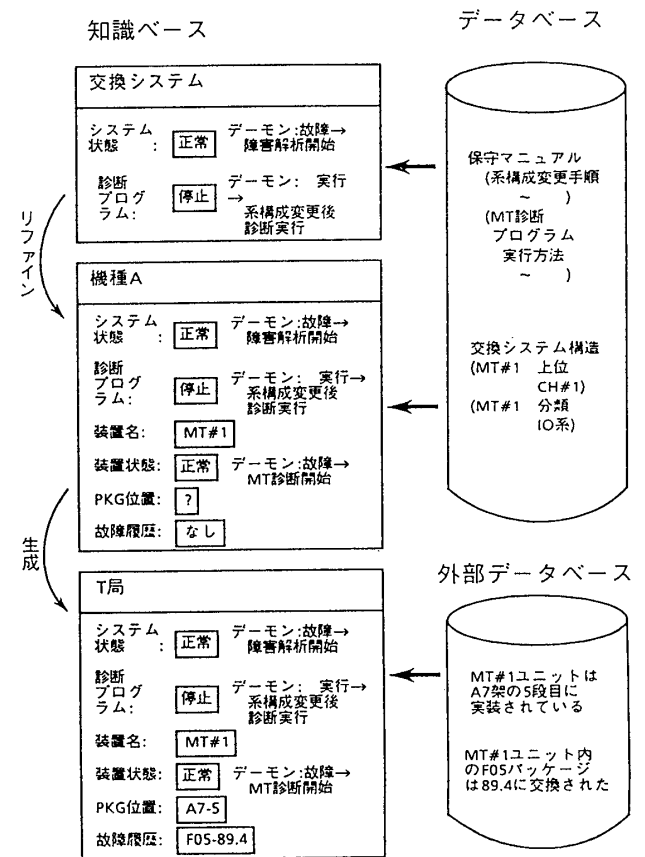 知識ベース
データベース
交換システム
システム
状態 : 正常 デーモン:故障→
障害解析開始
診断
プログ
ラム: 停止 デーモン: 実行
→
系構成変更後
診断実行
リファイン
機種A
システム
状態 : 正常 デーモン:故障→
障害解析開始
診断
プログ
ラム: 停止 デーモン: 実行→
系構成変更後
診断実行
装置名: MT#1
装置状態: 正常 デーモン:故障→
MT診断開始
PKG位置: ?
故障履歴: なし
生成
T局
システム
状態 : 正常 デーモン:故障→
障害解析開始
診断
プログ
ラム: 停止 デーモン: 実行→
系構成変更後
診断実行
装置名: MT#1
装置状態: 正常 デーモン:故障→
MT診断開始
PKG位置: A7-5
故障履歴: F05-89.4
保守マニュアル
(系構成変更手順
~ )
(MT診断
プログラム
実行方法
~ )
交換システム構造
(MT#1 上位
CH#1)
(MT#1 分類
IO系)
外部データベース
MT#1ユニットは
A7架の5段目に
実装されている
MT#1ユニット内
のF05パッケージ
は89.4に交換された